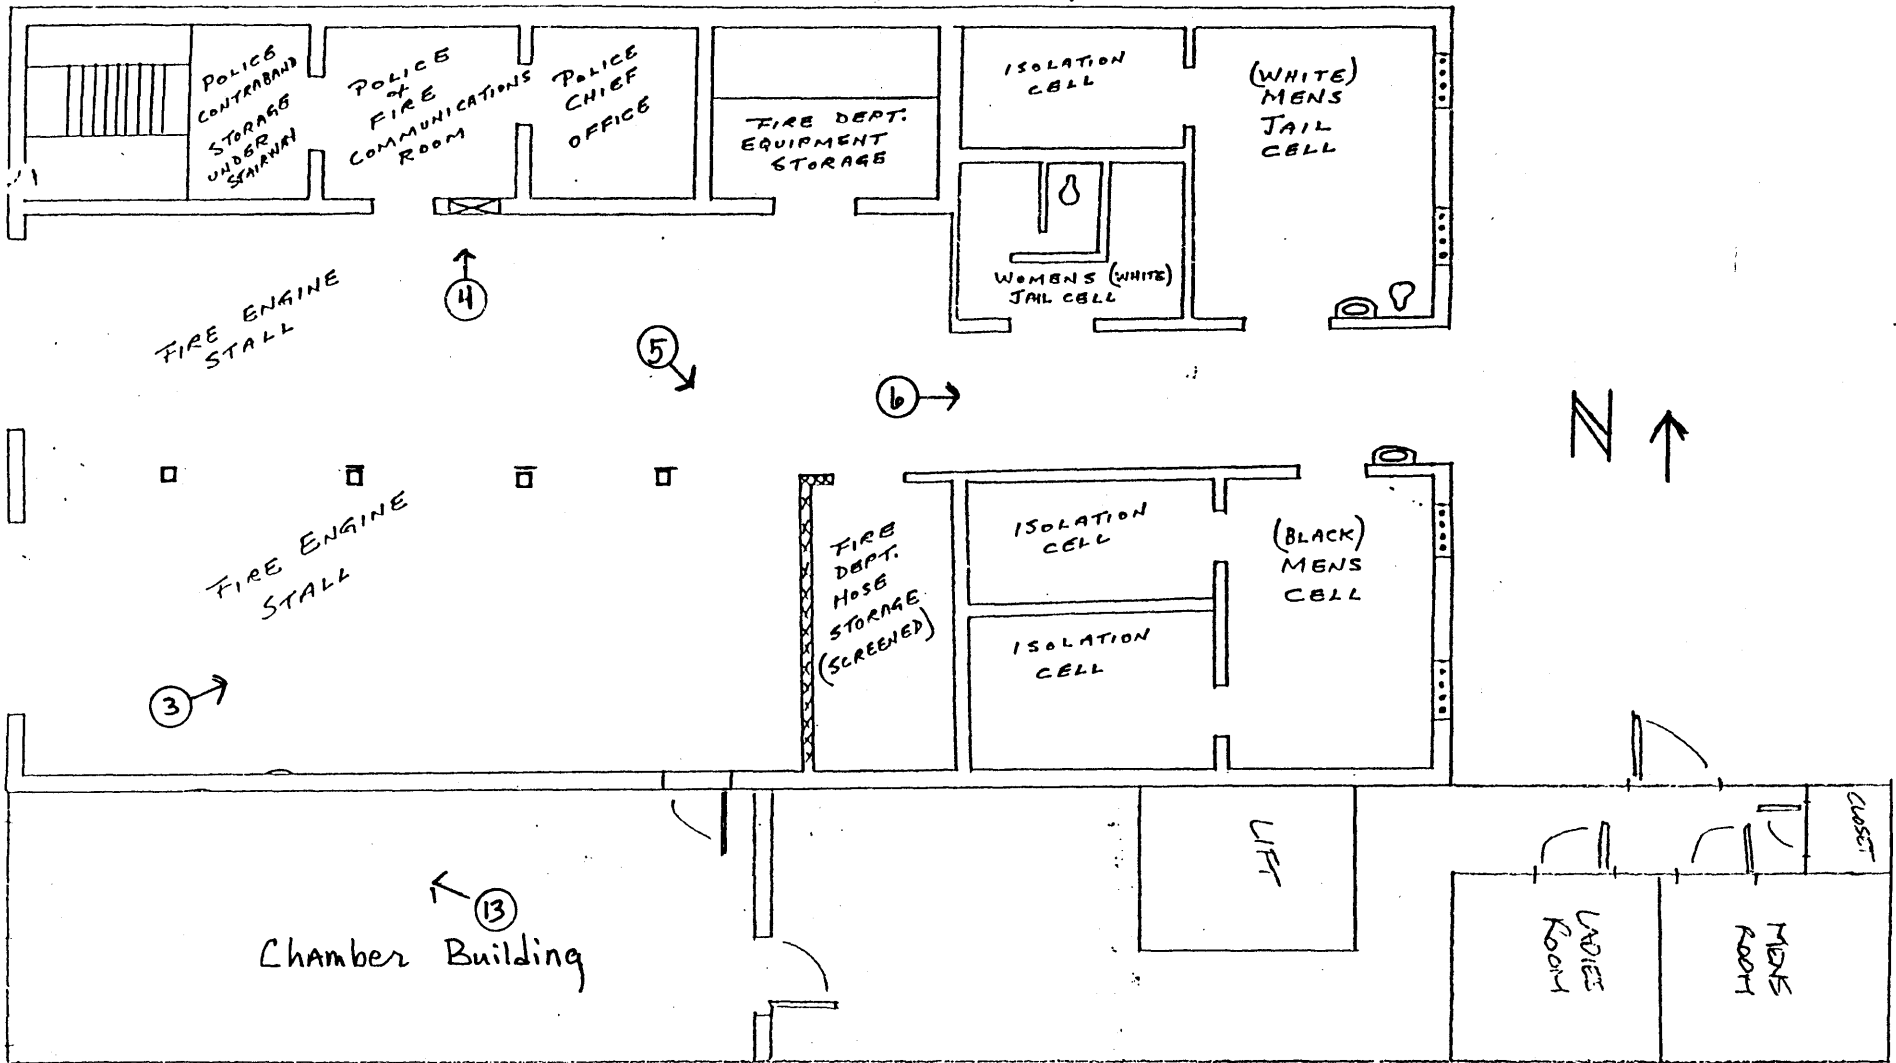 POLICE
CONTRABAND
STORAGE
UNDER
STAIRWAY
POLICE
&
FIRE
COMMUNICATIONS
ROOM
POLICE
CHIEF
OFFICE
FIRE DEPT.
EQUIPMENT
STORAGE
ISOLATION
CELL
(WHITE)
MENS
JAIL
CELL
WOMENS (WHITE)
JAIL CELL
FIRE ENGINE
STALL
4
5
6
N
FIRE ENGINE
STALL
3
FIRE
DEPT.
HOSE
STORAGE
(SCREENED)
ISOLATION
CELL
ISOLATION
CELL
(BLACK)
MENS
CELL
13
Chamber Building
LIFT
CLOSET
LADIES
ROOM
MENS
ROOM